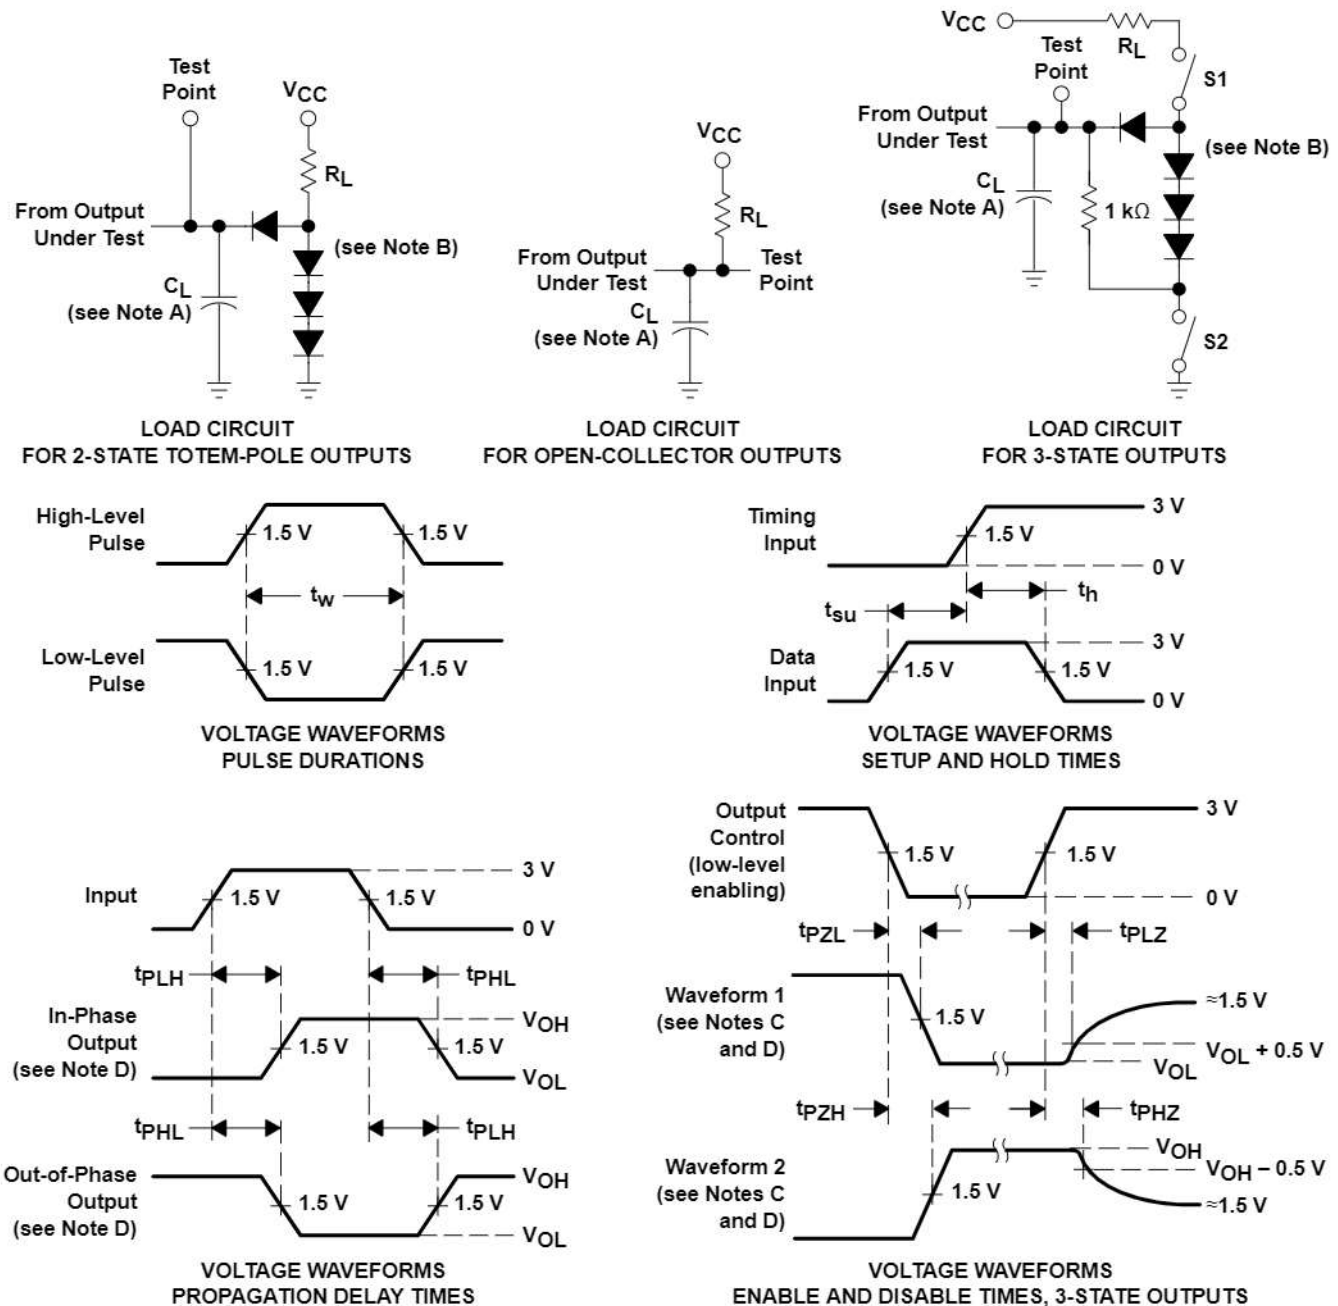 Test
Point
VCC
RL
From Output
Under Test
(see Note B)
CL
(see Note A)
LOAD CIRCUIT
FOR 2-STATE TOTEM-POLE OUTPUTS
VCC
RL
From Output
Under Test
Test
Point
CL
(see Note A)
LOAD CIRCUIT
FOR OPEN-COLLECTOR OUTPUTS
VCC
RL
Test
Point
S1
From Output
Under Test
(see Note B)
CL
(see Note A)
1 kΩ
S2
LOAD CIRCUIT
FOR 3-STATE OUTPUTS
High-Level
Pulse
1.5 V
1.5 V
tw
Low-Level
Pulse
1.5 V
1.5 V
VOLTAGE WAVEFORMS
PULSE DURATIONS
Timing
Input
1.5 V
3 V
0 V
th
tsu
Data
Input
1.5 V
1.5 V
3 V
0 V
VOLTAGE WAVEFORMS
SETUP AND HOLD TIMES
Input
1.5 V
1.5 V
3 V
0 V
tPLH
tPHL
In-Phase
Output
(see Note D)
1.5 V
1.5 V
VOH
VOL
tPHL
tPLH
Out-of-Phase
Output
(see Note D)
1.5 V
1.5 V
VOH
VOL
VOLTAGE WAVEFORMS
PROPAGATION DELAY TIMES
Output
Control
(low-level
enabling)
1.5 V
1.5 V
3 V
0 V
tPZL
tPLZ
Waveform 1
(see Notes C
and D)
1.5 V
≈1.5 V
VOL + 0.5 V
VOL
tPZH
tPHZ
Waveform 2
(see Notes C
and D)
1.5 V
VOH
VOH – 0.5 V
≈1.5 V
VOLTAGE WAVEFORMS
ENABLE AND DISABLE TIMES, 3-STATE OUTPUTS